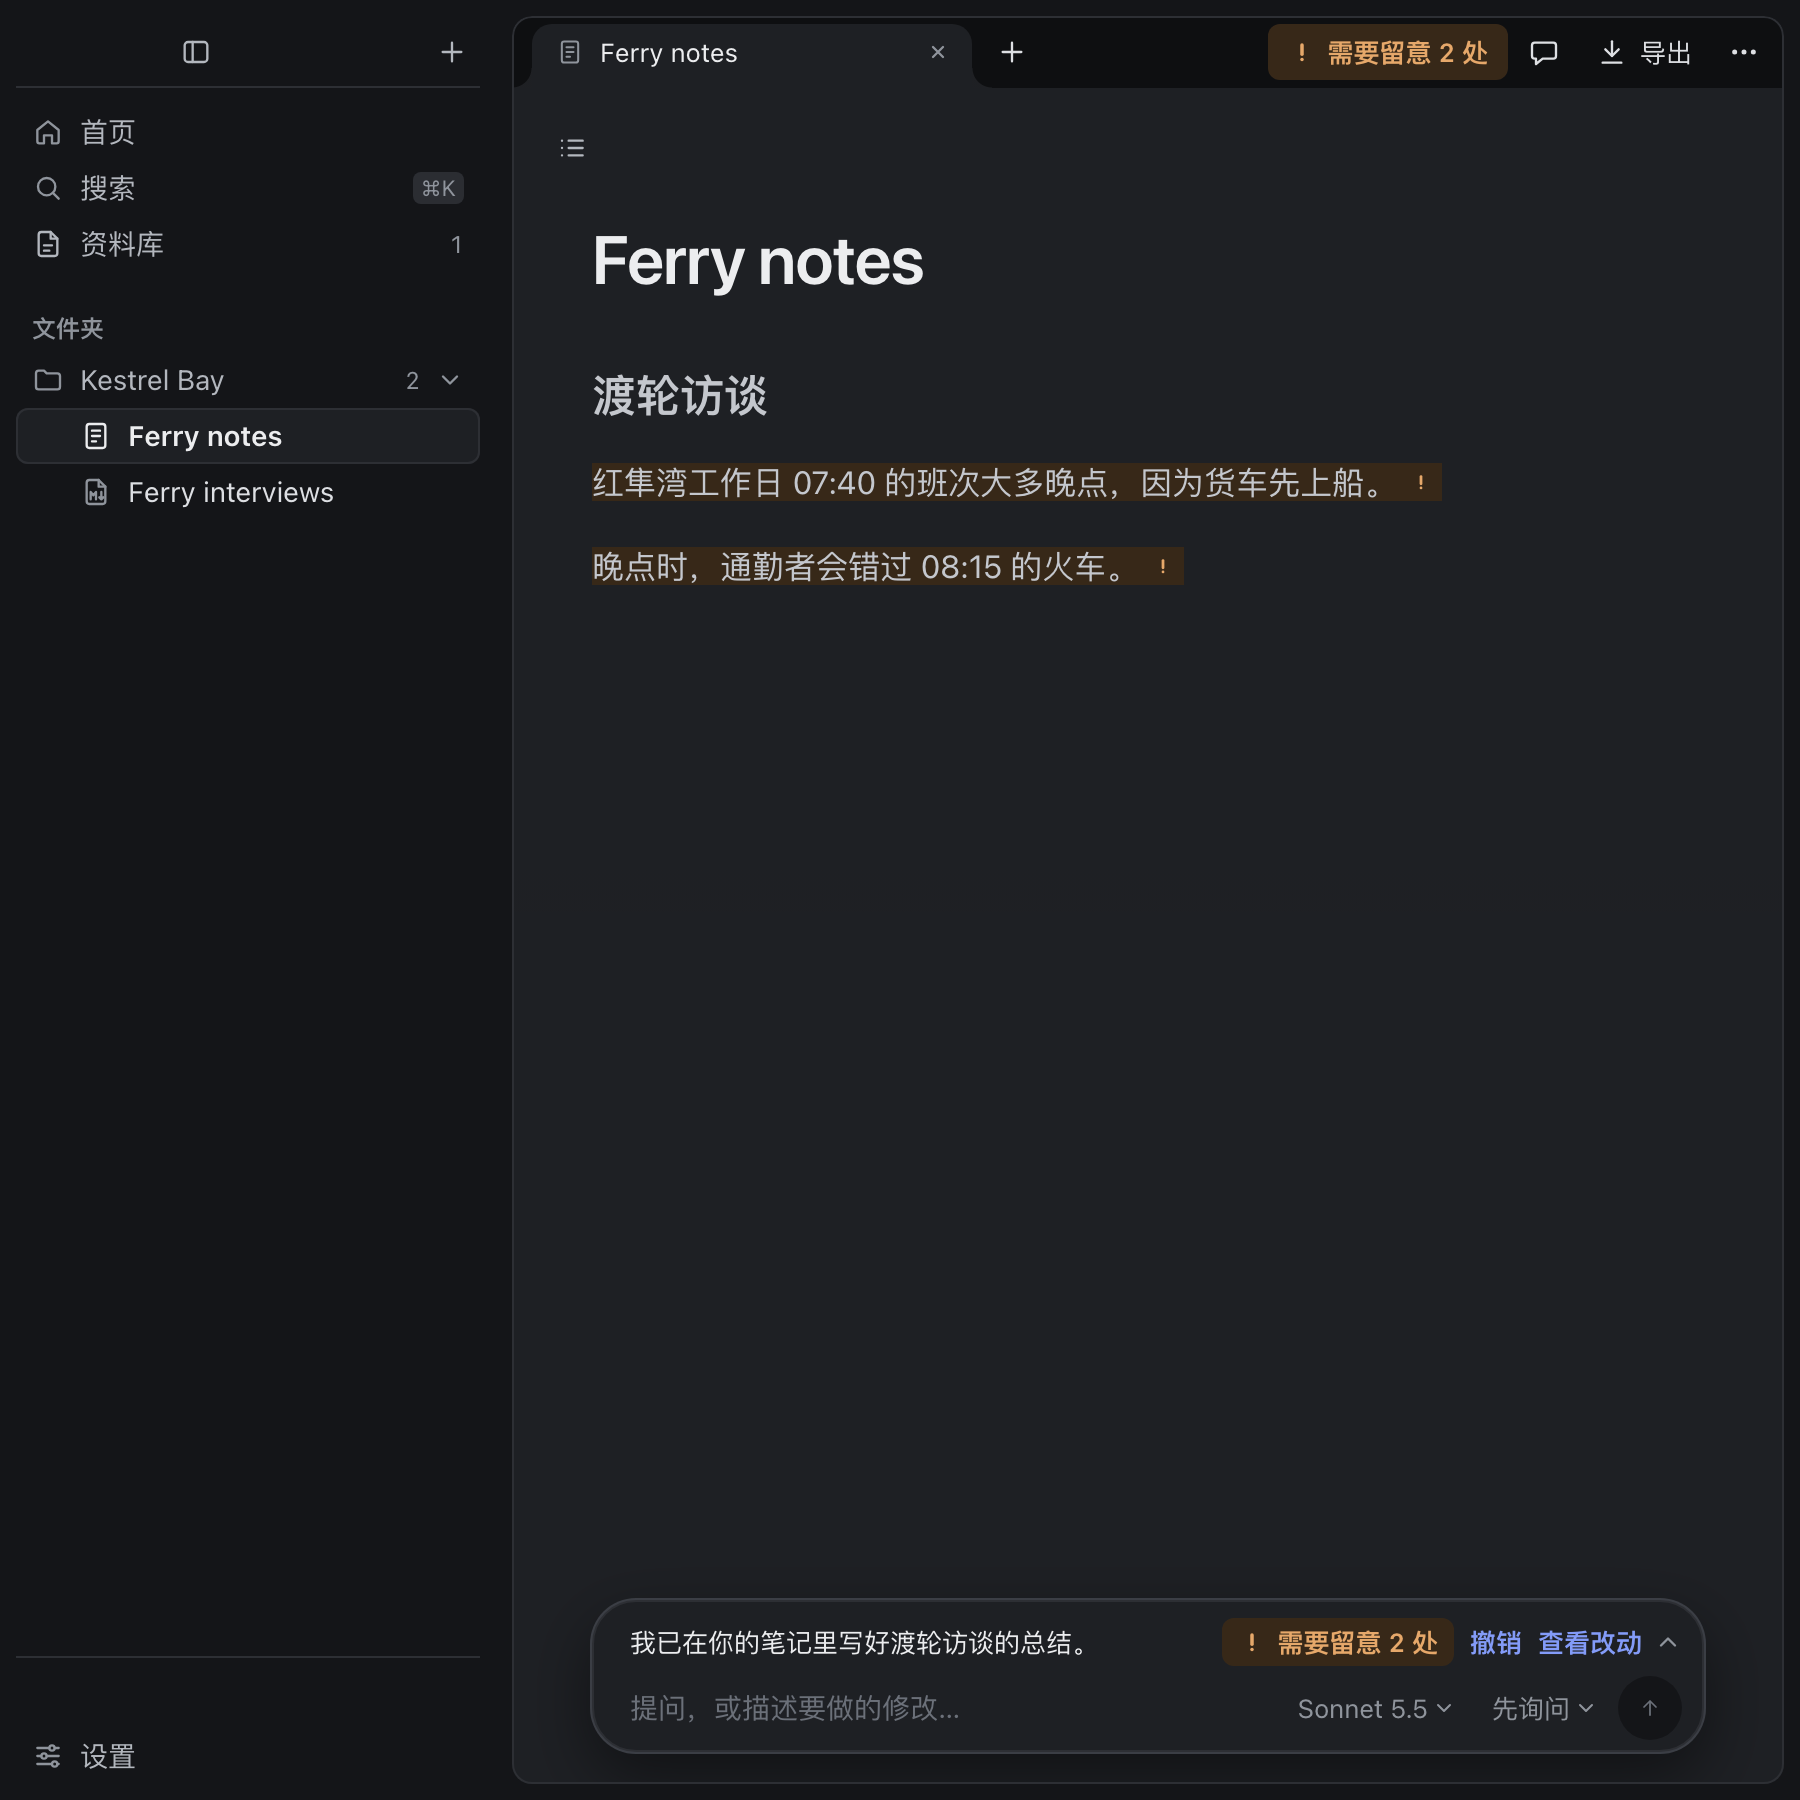 首页
搜索 ⌘K
资料库 1
文件夹
Kestrel Bay 2
Ferry notes
Ferry interviews
设置
Ferry notes
! 需要留意 2 处
导出
Ferry notes
渡轮访谈
红隼湾工作日 07:40 的班次大多晚点，因为货车先上船。 !
晚点时，通勤者会错过 08:15 的火车。 !
我已在你的笔记里写好渡轮访谈的总结。 ! 需要留意 2 处 撤销 查看改动
提问，或描述要做的修改... Sonnet 5.5 先询问